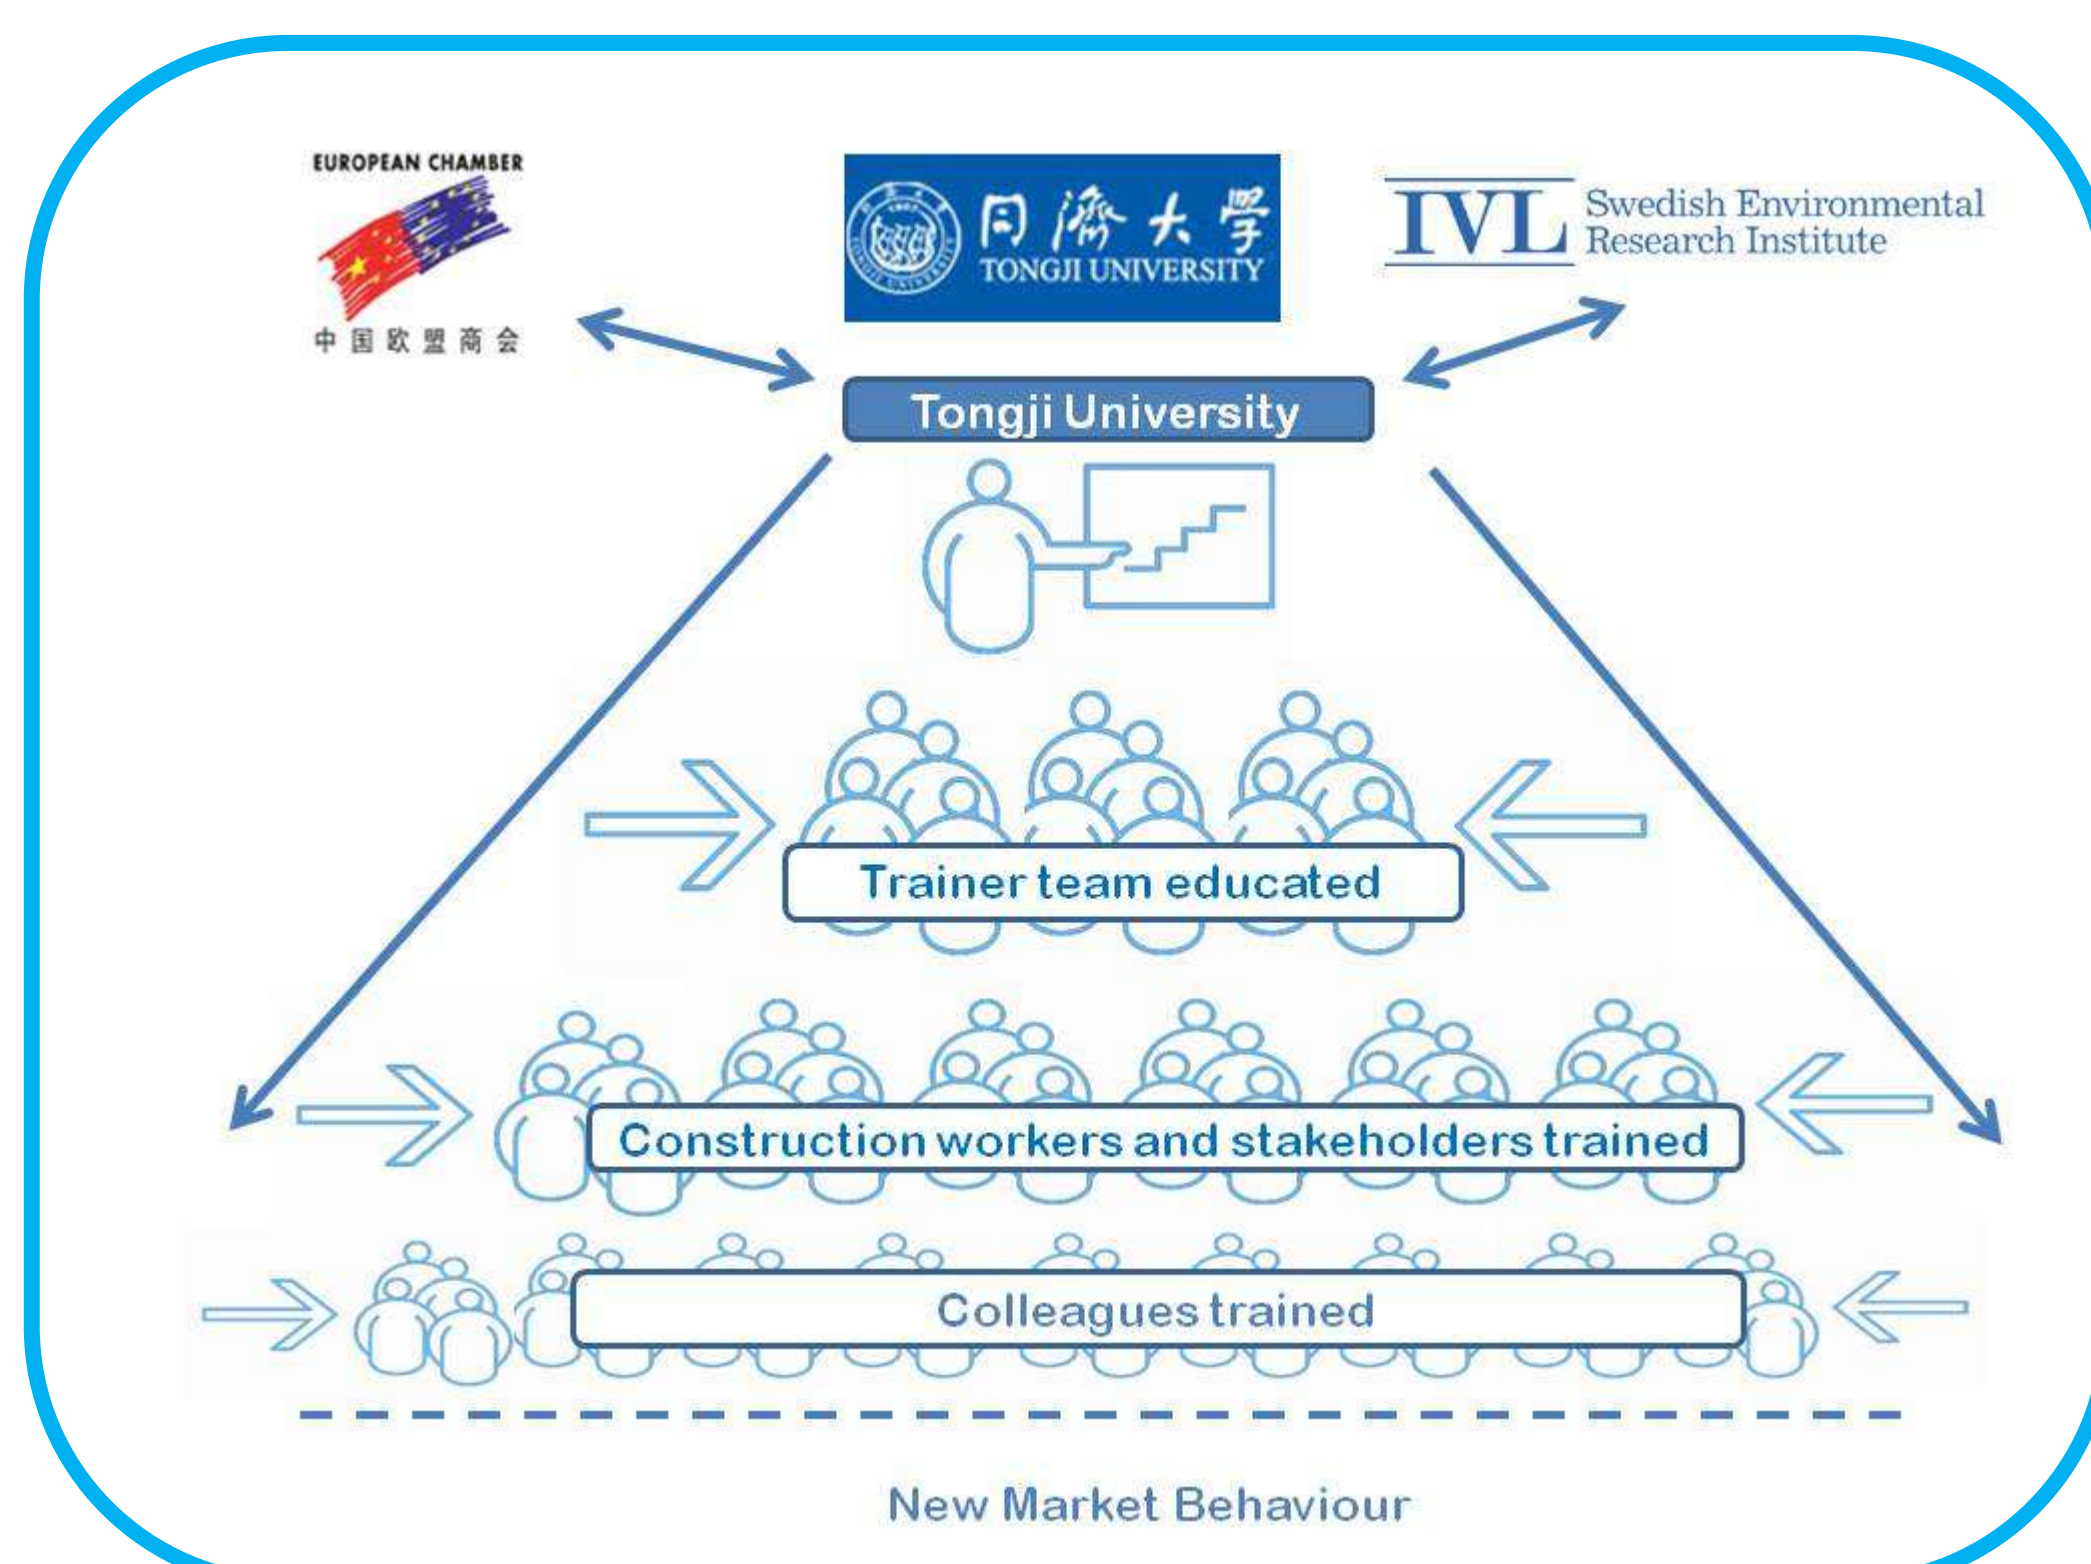 EUROPEAN CHAMBER
中国欧盟商会
同濟大學
TONGJI UNIVERSITY
IVL
Swedish Environmental
Research Institute
Tongji University
Trainer team educated
Construction workers and stakeholders trained
Colleagues trained
New Market Behaviour